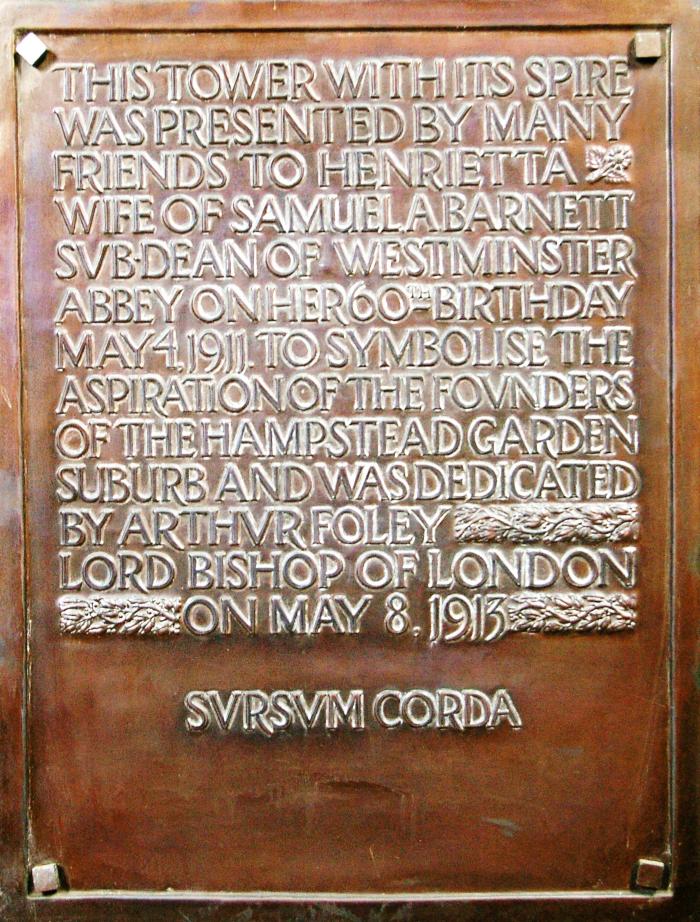 THIS TOWER WITH ITS SPIRE
WAS PRESENTED BY MANY
FRIENDS TO HENRIETTA
WIFE OF SAMUEL A BARNETT
SVB-DEAN OF WESTMINSTER
ABBEY ON HER 60TH BIRTHDAY
MAY 4, 1911, TO SYMBOLISE THE
ASPIRATION OF THE FOVNDERS
OF THE HAMPSTEAD GARDEN
SUBURB AND WAS DEDICATED
BY ARTHVR FOLEY
LORD BISHOP OF LONDON
ON MAY 8, 1913
SVRSVM CORDA